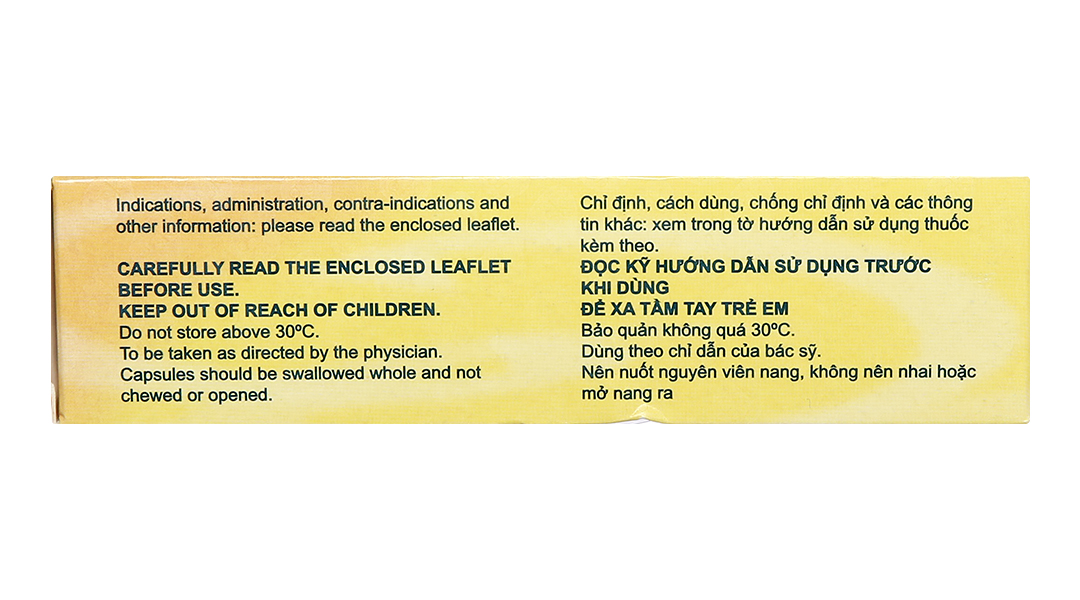 Indications, administration, contra-indications and
other information: please read the enclosed leaflet.
CAREFULLY READ THE ENCLOSED LEAFLET
BEFORE USE.
KEEP OUT OF REACH OF CHILDREN.
Do not store above 30ºC.
To be taken as directed by the physician.
Capsules should be swallowed whole and not
chewed or opened.
Chỉ định, cách dùng, chống chỉ định và các thông
tin khác: xem trong tờ hướng dẫn sử dụng thuốc
kèm theo.
ĐỌC KỸ HƯỚNG DẪN SỬ DỤNG TRƯỚC
KHI DÙNG
ĐỂ XA TẦM TAY TRẺ EM
Bảo quản không quá 30ºC.
Dùng theo chỉ dẫn của bác sỹ.
Nên nuốt nguyên viên nang, không nên nhai hoặc
mở nang ra